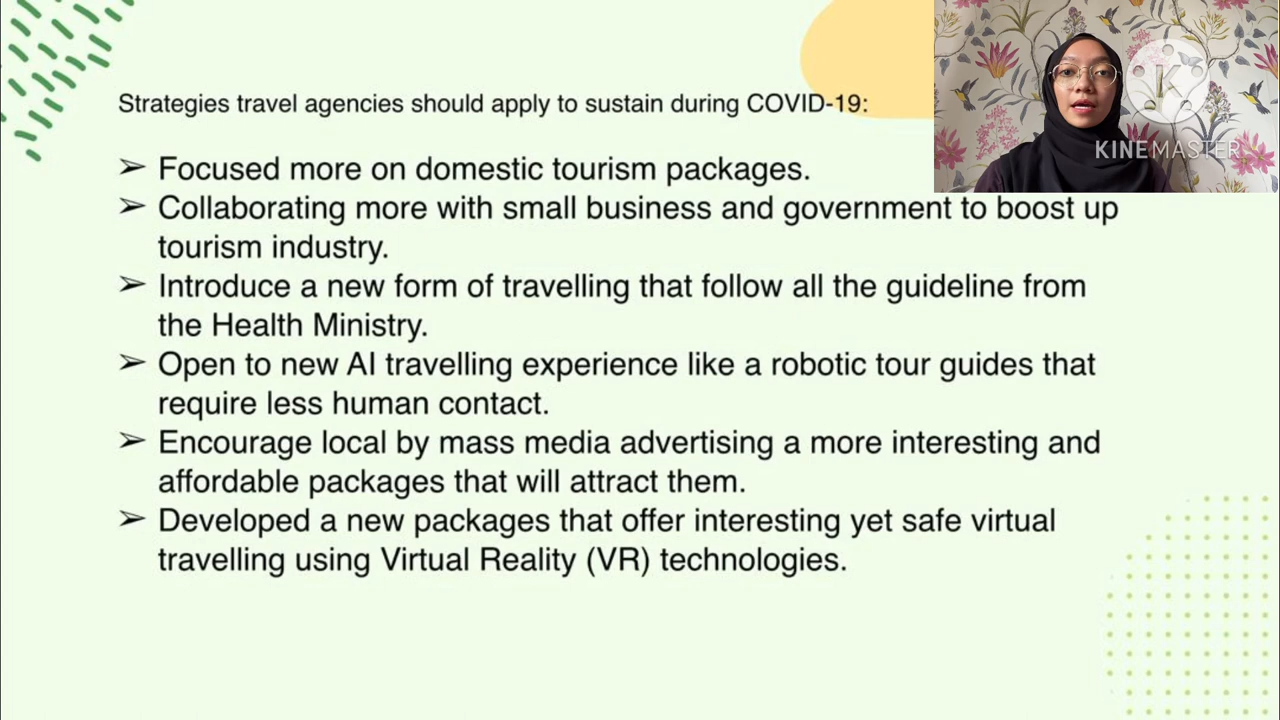 Strategies travel agencies should apply to sustain during COVID-19:
➢ Focused more on domestic tourism packages.
➢ Collaborating more with small business and government to boost up
tourism industry.
➢ Introduce a new form of travelling that follow all the guideline from
the Health Ministry.
➢ Open to new AI travelling experience like a robotic tour guides that
require less human contact.
➢ Encourage local by mass media advertising a more interesting and
affordable packages that will attract them.
➢ Developed a new packages that offer interesting yet safe virtual
travelling using Virtual Reality (VR) technologies.
K
KINEMASTER